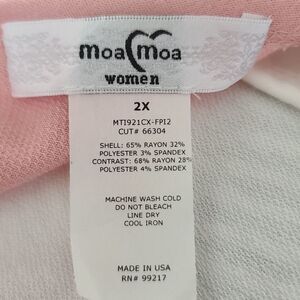 moa moa
women
2X
MTI921CX-FPI2
CUT# 66304
SHELL: 65% RAYON 32%
POLYESTER 3% SPANDEX
CONTRAST: 68% RAYON 28%
POLYESTER 4% SPANDEX
MACHINE WASH COLD
DO NOT BLEACH
LINE DRY
COOL IRON
MADE IN USA
RN# 99217